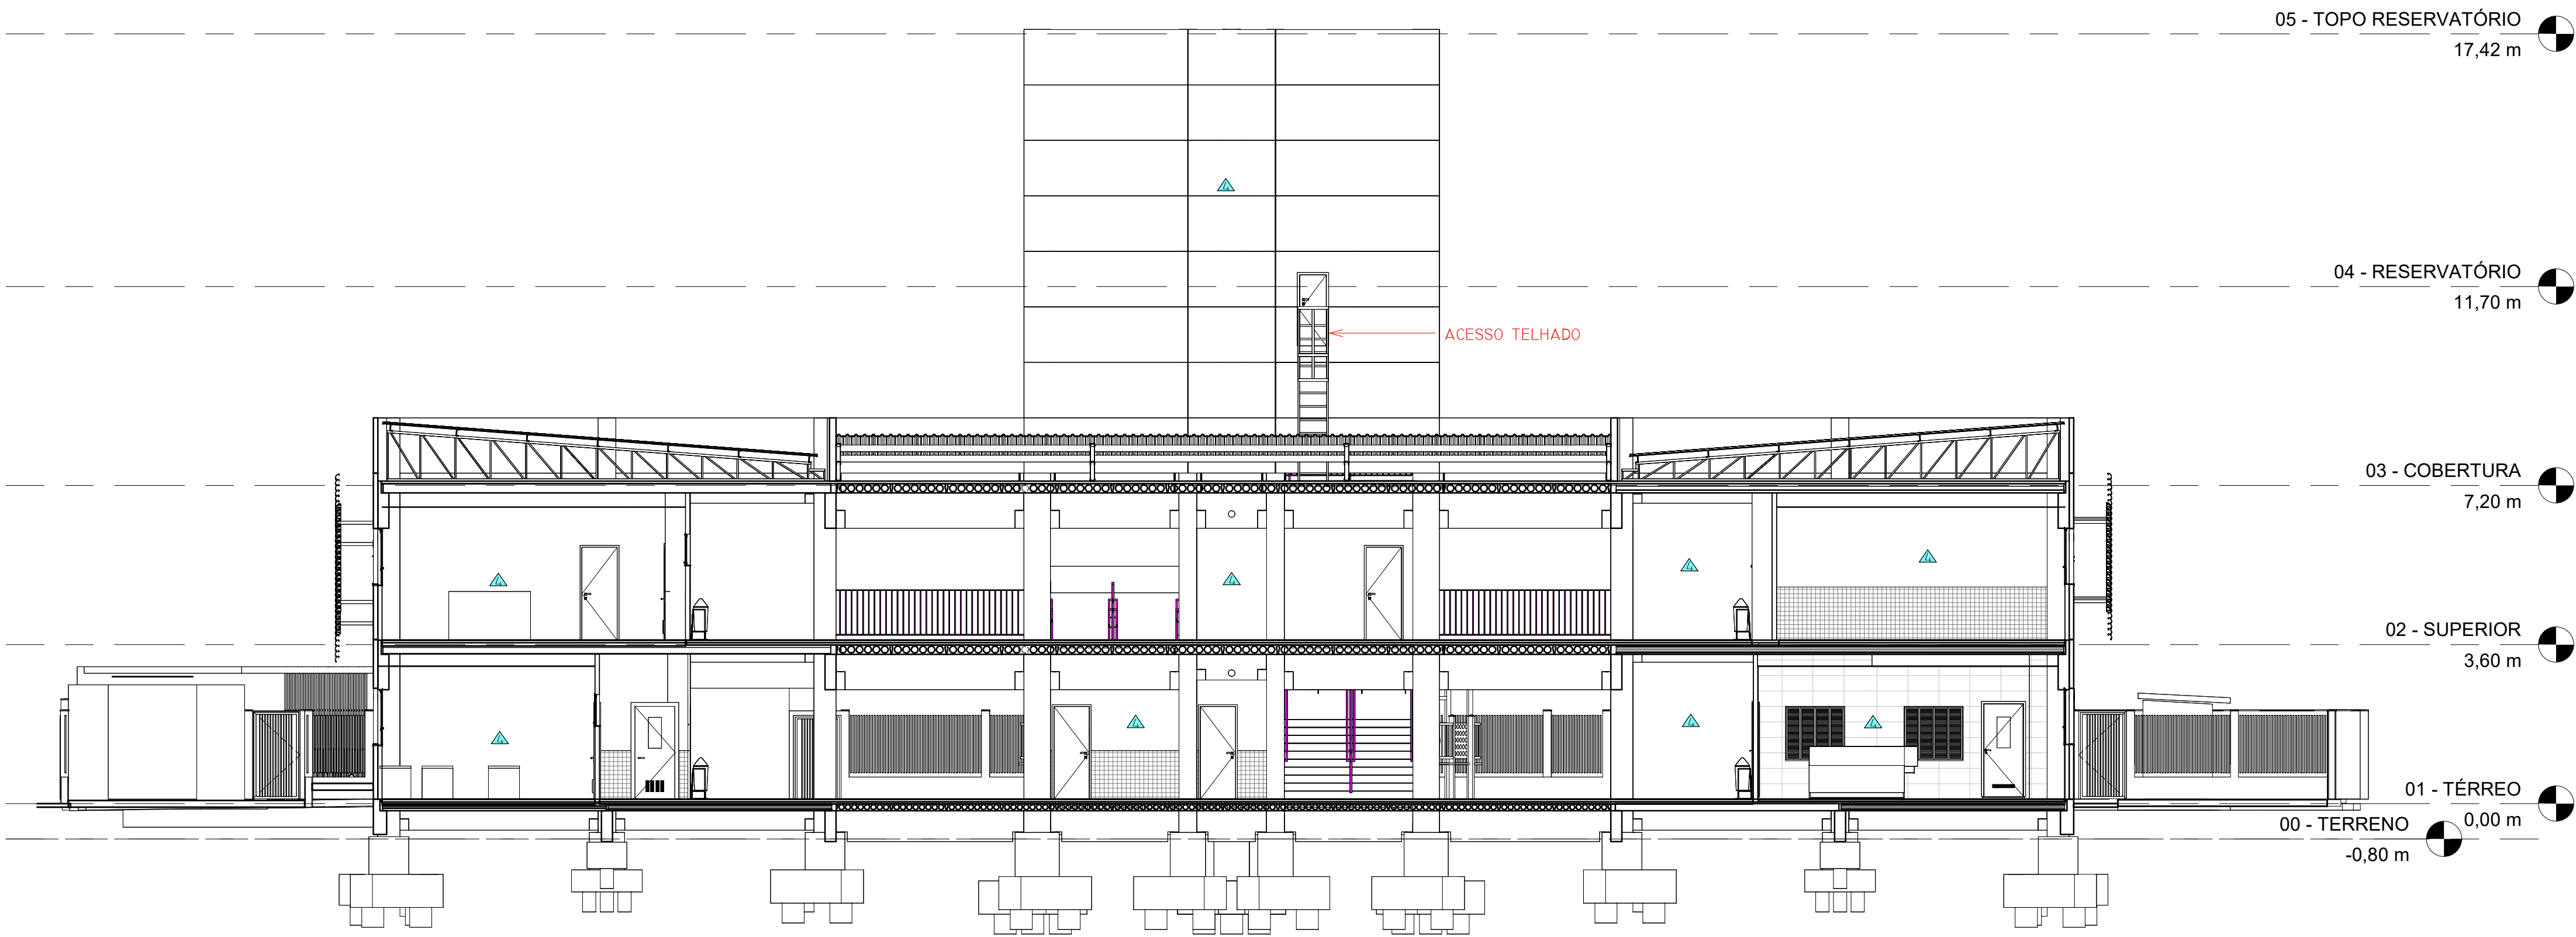 05 - TOPO RESERVATÓRIO
17,42 m
04 - RESERVATÓRIO
11,70 m
ACESSO TELHADO
03 - COBERTURA
7,20 m
02 - SUPERIOR
3,60 m
01 - TÉRREO
0,00 m
00 - TERRENO
-0,80 m